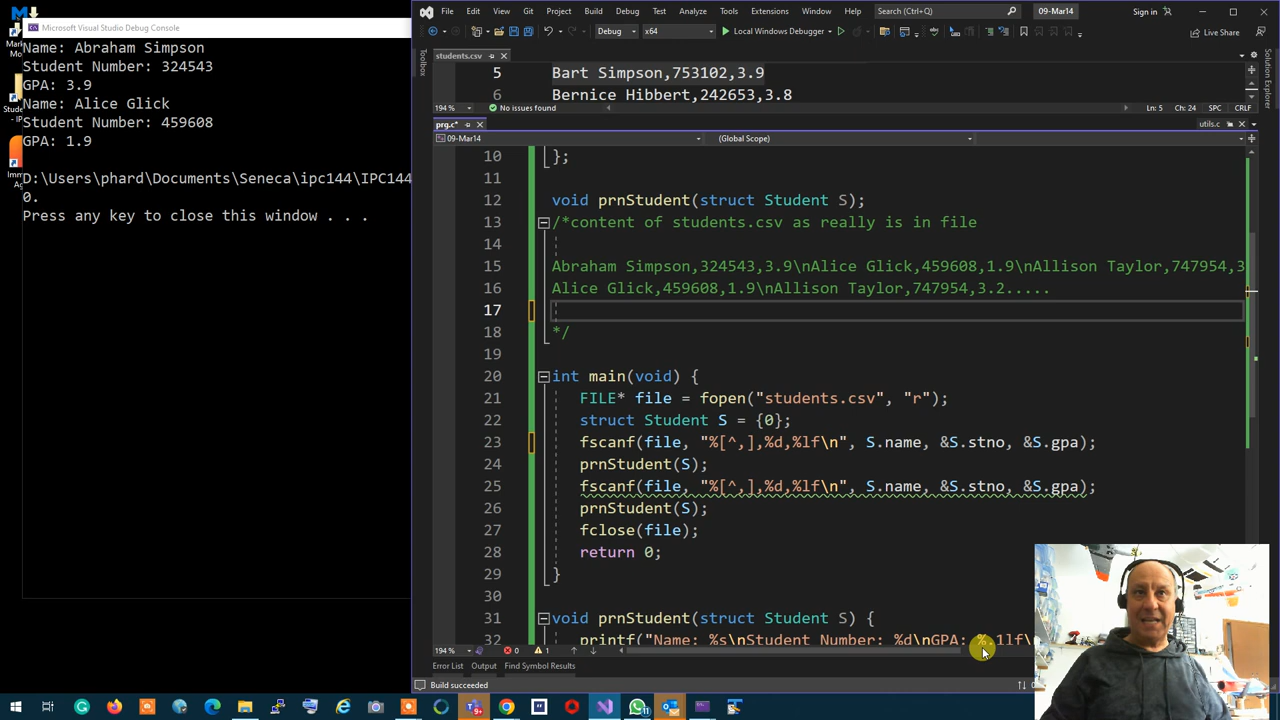 Microsoft Visual Studio Debug Console
Name: Abraham Simpson
Student Number: 324543
GPA: 3.9
Name: Alice Glick
Student Number: 459608
GPA: 1.9
D:\Users\phard\Documents\Seneca\ipc144\IPC144
0.
Press any key to close this window . . .
File Edit View Git Project Build Debug Test Analyze Tools Extensions Window Help Search (Ctrl+Q) 09-Mar14 Sign in
Debug x64 Local Windows Debugger Live Share
Toolbox
Solution Explorer
students.csv
5 Bart Simpson,753102,3.9
6 Bernice Hibbert,242653,3.8
194 % No issues found Ln: 5 Ch: 24 SPC CRLF
prg.c* utils.c
09-Mar14 (Global Scope)
10 };
11
12 void prnStudent(struct Student S);
13 /*content of students.csv as really is in file
14
15 Abraham Simpson,324543,3.9\nAlice Glick,459608,1.9\nAllison Taylor,747954,3
16 Alice Glick,459608,1.9\nAllison Taylor,747954,3.2.....
17
18 */
19
20 int main(void) {
21 FILE* file = fopen("students.csv", "r");
22 struct Student S = {0};
23 fscanf(file, "%[^,],%d,%lf\n", S.name, &S.stno, &S.gpa);
24 prnStudent(S);
25 fscanf(file, "%[^,],%d,%lf\n", S.name, &S.stno, &S.gpa);
26 prnStudent(S);
27 fclose(file);
28 return 0;
29 }
30
31 void prnStudent(struct Student S) {
32 printf("Name: %s\nStudent Number: %d\nGPA: %.1lf\
194 % 0 1
Error List Output Find Symbol Results
Build succeeded